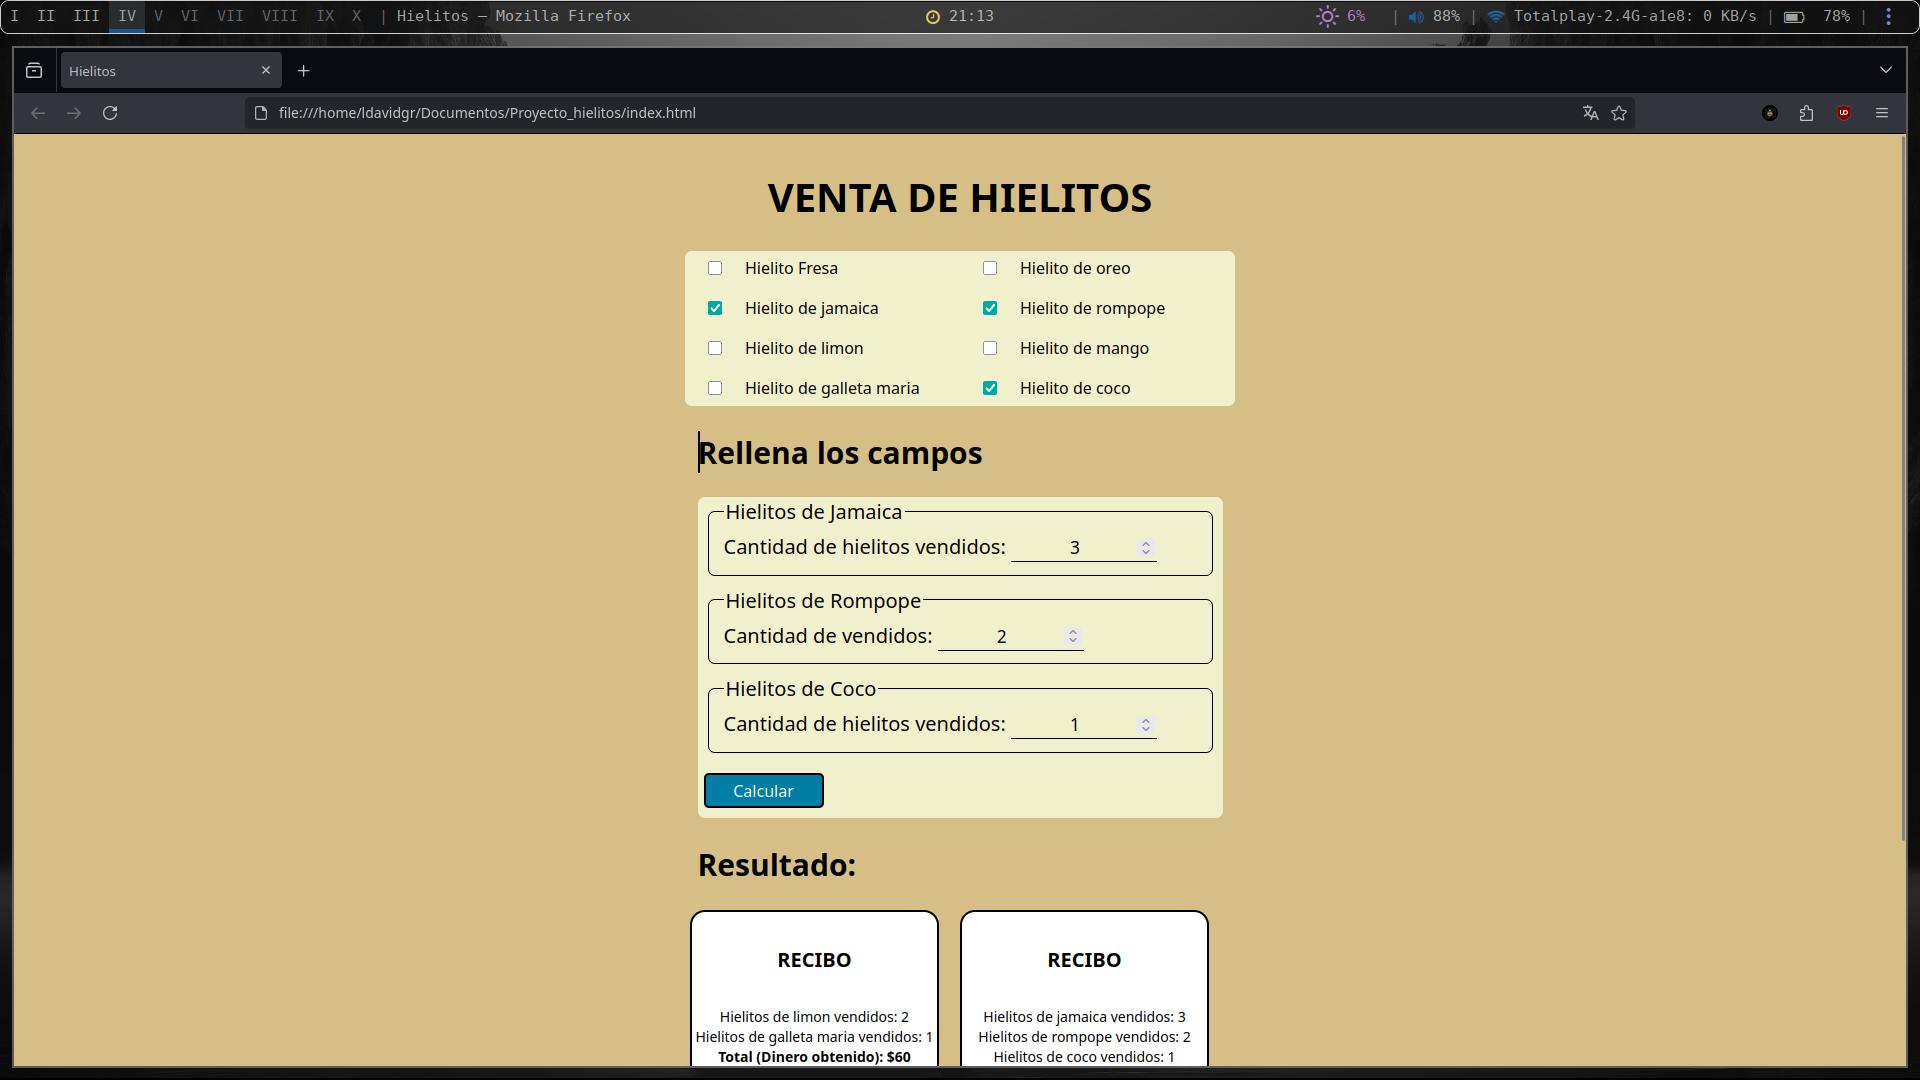 I II III IV V VI VII VIII IX X | Hielitos — Mozilla Firefox 21:13 6% | 88% | Totalplay-2.4G-a1e8: 0 KB/s | 78% |
Hielitos
file:///home/ldavidgr/Documentos/Proyecto_hielitos/index.html
VENTA DE HIELITOS
Hielito Fresa Hielito de oreo
Hielito de jamaica Hielito de rompope
Hielito de limon Hielito de mango
Hielito de galleta maria Hielito de coco
Rellena los campos
Hielitos de Jamaica
Cantidad de hielitos vendidos: 3
Hielitos de Rompope
Cantidad de vendidos: 2
Hielitos de Coco
Cantidad de hielitos vendidos: 1
Calcular
Resultado:
RECIBO
Hielitos de limon vendidos: 2
Hielitos de galleta maria vendidos: 1
Total (Dinero obtenido): $60
RECIBO
Hielitos de jamaica vendidos: 3
Hielitos de rompope vendidos: 2
Hielitos de coco vendidos: 1